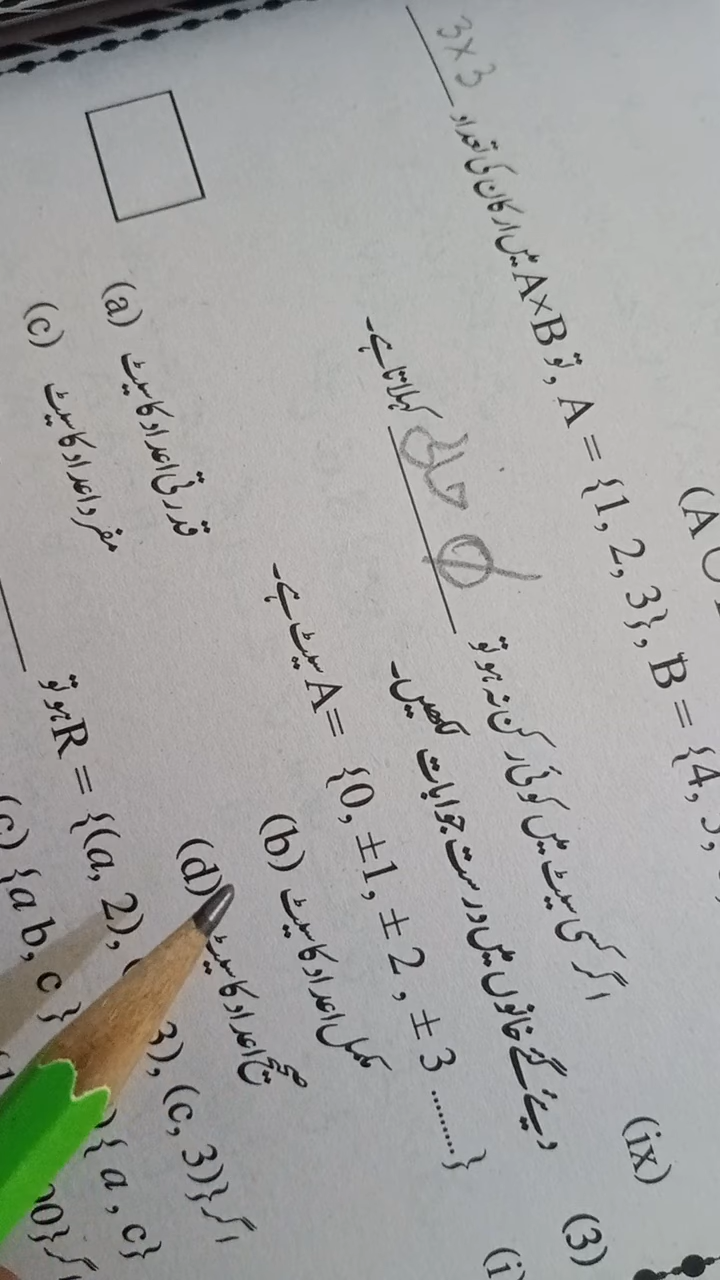 (A ∪
A = {1, 2, 3}, B = {4, 5, تو A×B میں ارکان کی تعداد 3×3
(ix) اگر کسی سیٹ میں کوئی رُکن نہ ہو تو ∅ خالی کہلاتا ہے۔
(3) دیئے گئے خانوں میں درست جوابات لکھیں۔
(i) A = {0, ±1, ±2, ±3 .........} سیٹ ہے۔
(a) قدرتی اعداد کا سیٹ (b) مکمل اعداد کا سیٹ
(c) مفرد اعداد کا سیٹ (d) صحیح اعداد کا سیٹ
اگر R = {(a, 2), ( 3), (c, 3)} ہو تو
(c) {a b, c} {a, c}